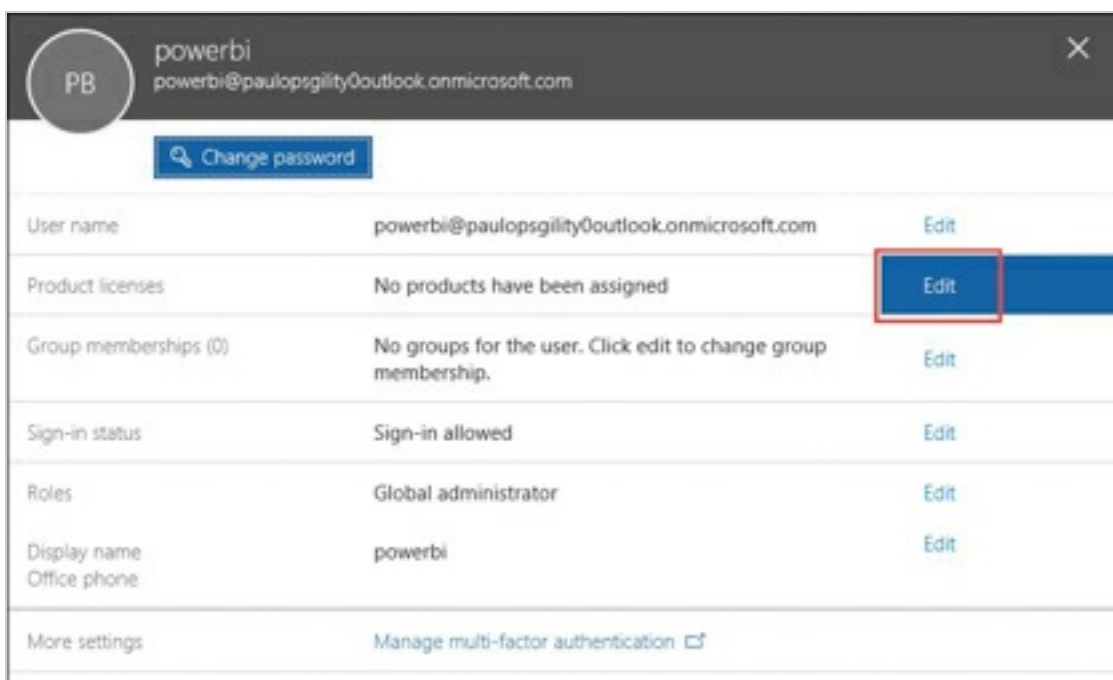 powerbi
PB
powerbi@paulopsgility0outlook.onmicrosoft.com
Change password
User name powerbi@paulopsgility0outlook.onmicrosoft.com Edit
Product licenses No products have been assigned Edit
Group memberships (0) No groups for the user. Click edit to change group Edit
membership.
Sign-in status Sign-in allowed Edit
Roles Global administrator Edit
Display name powerbi Edit
Office phone
More settings Manage multi-factor authentication